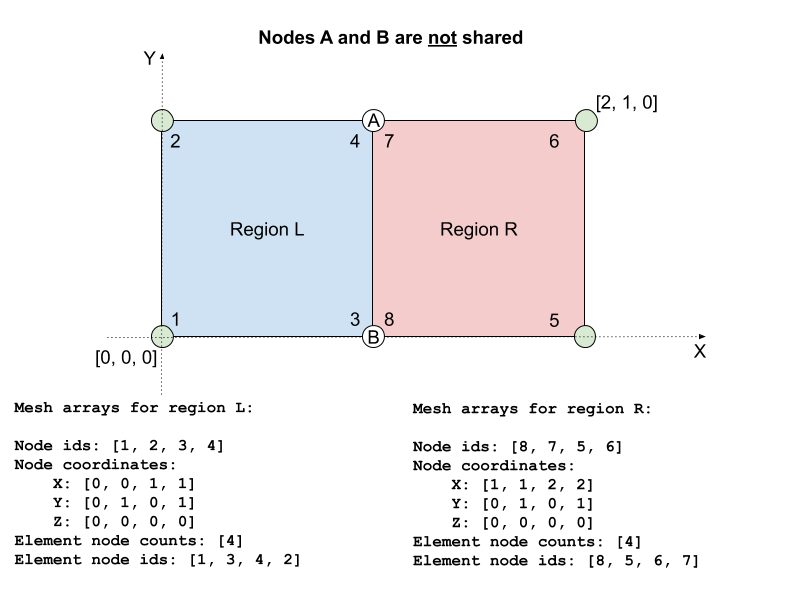 Nodes A and B are not shared
Y
[2, 1, 0]
A
2
4
7
6
Region L
Region R
1
3
8
5
B
X
[0, 0, 0]
Mesh arrays for region L:
Node ids: [1, 2, 3, 4]
Node coordinates:
X: [0, 0, 1, 1]
Y: [0, 1, 0, 1]
Z: [0, 0, 0, 0]
Element node counts: [4]
Element node ids: [1, 3, 4, 2]
Mesh arrays for region R:
Node ids: [8, 7, 5, 6]
Node coordinates:
X: [1, 1, 2, 2]
Y: [0, 1, 0, 1]
Z: [0, 0, 0, 0]
Element node counts: [4]
Element node ids: [8, 5, 6, 7]